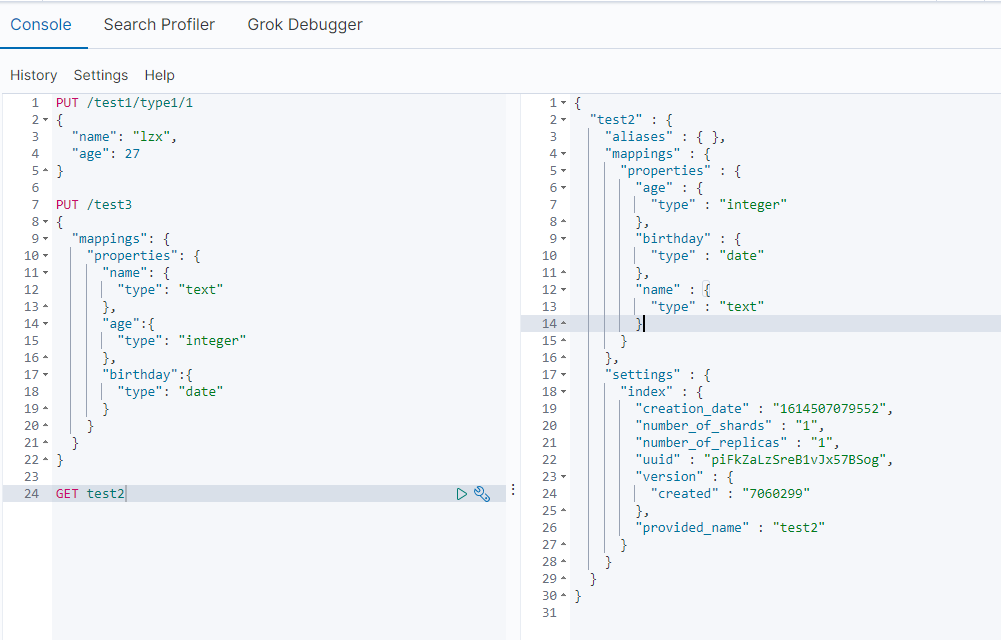 Console Search Profiler Grok Debugger
History Settings Help
1 PUT /test1/type1/1
2 {
3 "name": "lzx",
4 "age": 27
5 }
6
7 PUT /test3
8 {
9 "mappings": {
10 "properties": {
11 "name": {
12 "type": "text"
13 },
14 "age":{
15 "type": "integer"
16 },
17 "birthday":{
18 "type": "date"
19 }
20 }
21 }
22 }
23
24 GET test2
1 {
2 "test2" : {
3 "aliases" : { },
4 "mappings" : {
5 "properties" : {
6 "age" : {
7 "type" : "integer"
8 },
9 "birthday" : {
10 "type" : "date"
11 },
12 "name" : {
13 "type" : "text"
14 }
15 }
16 },
17 "settings" : {
18 "index" : {
19 "creation_date" : "1614507079552",
20 "number_of_shards" : "1",
21 "number_of_replicas" : "1",
22 "uuid" : "piFkZaLzSreB1vJx57BSog",
23 "version" : {
24 "created" : "7060299"
25 },
26 "provided_name" : "test2"
27 }
28 }
29 }
30 }
31